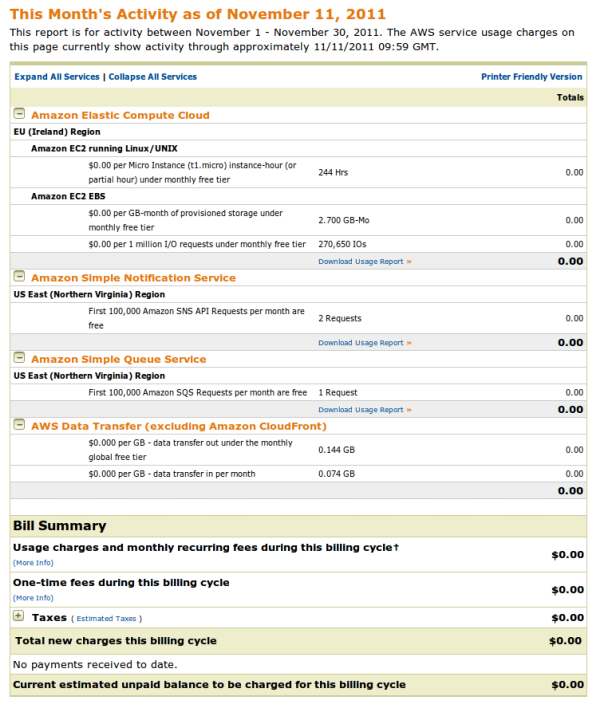 This Month's Activity as of November 11, 2011
This report is for activity between November 1 - November 30, 2011. The AWS service usage charges on
this page currently show activity through approximately 11/11/2011 09:59 GMT.
Expand All Services | Collapse All Services Printer Friendly Version
Totals
Amazon Elastic Compute Cloud
EU (Ireland) Region
Amazon EC2 running Linux/UNIX
$0.00 per Micro Instance (t1.micro) instance-hour (or
partial hour) under monthly free tier 244 Hrs 0.00
Amazon EC2 EBS
$0.00 per GB-month of provisioned storage under
monthly free tier 2.700 GB-Mo 0.00
$0.00 per 1 million I/O requests under monthly free tier 270,650 IOs 0.00
Download Usage Report » 0.00
Amazon Simple Notification Service
US East (Northern Virginia) Region
First 100,000 Amazon SNS API Requests per month are
free 2 Requests 0.00
Download Usage Report » 0.00
Amazon Simple Queue Service
US East (Northern Virginia) Region
First 100,000 Amazon SQS Requests per month are free 1 Request 0.00
Download Usage Report » 0.00
AWS Data Transfer (excluding Amazon CloudFront)
$0.000 per GB - data transfer out under the monthly
global free tier 0.144 GB 0.00
$0.000 per GB - data transfer in per month 0.074 GB 0.00
0.00
Bill Summary
Usage charges and monthly recurring fees during this billing cycle† $0.00
(More Info)
One-time fees during this billing cycle $0.00
(More Info)
Taxes ( Estimated Taxes ) $0.00
Total new charges this billing cycle $0.00
No payments received to date.
Current estimated unpaid balance to be charged for this billing cycle $0.00